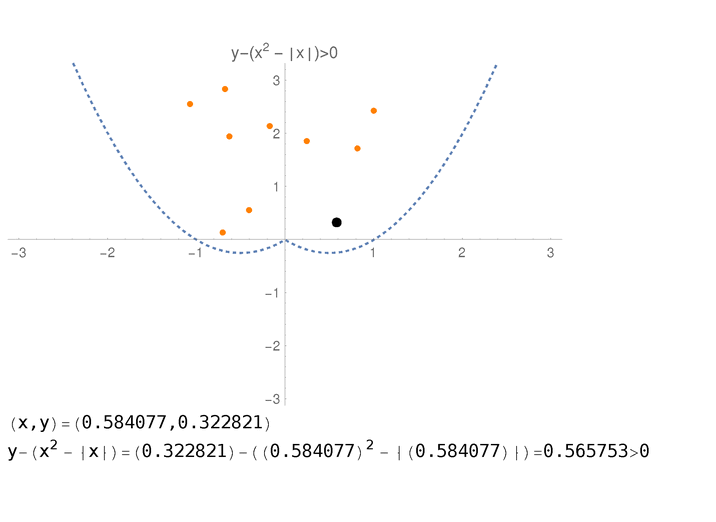 y−(x² − |x|)>0
3
2
1
−3 −2 −1 1 2 3
−1
−2
−3
(x,y)=(0.584077,0.322821)
y−(x² − |x|)=(0.322821)−((0.584077)² − |(0.584077)|)=0.565753>0